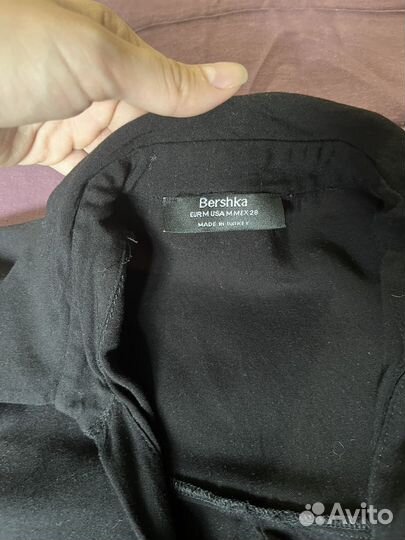 Bershka
EUR M USA M MEX 28
MADE IN TURKEY
Avito